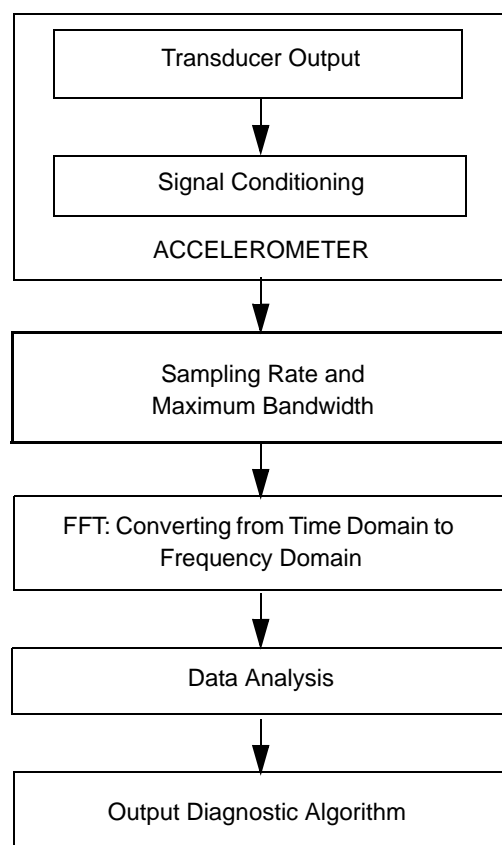 Transducer Output
Signal Conditioning
ACCELEROMETER
Sampling Rate and
Maximum Bandwidth
FFT: Converting from Time Domain to
Frequency Domain
Data Analysis
Output Diagnostic Algorithm